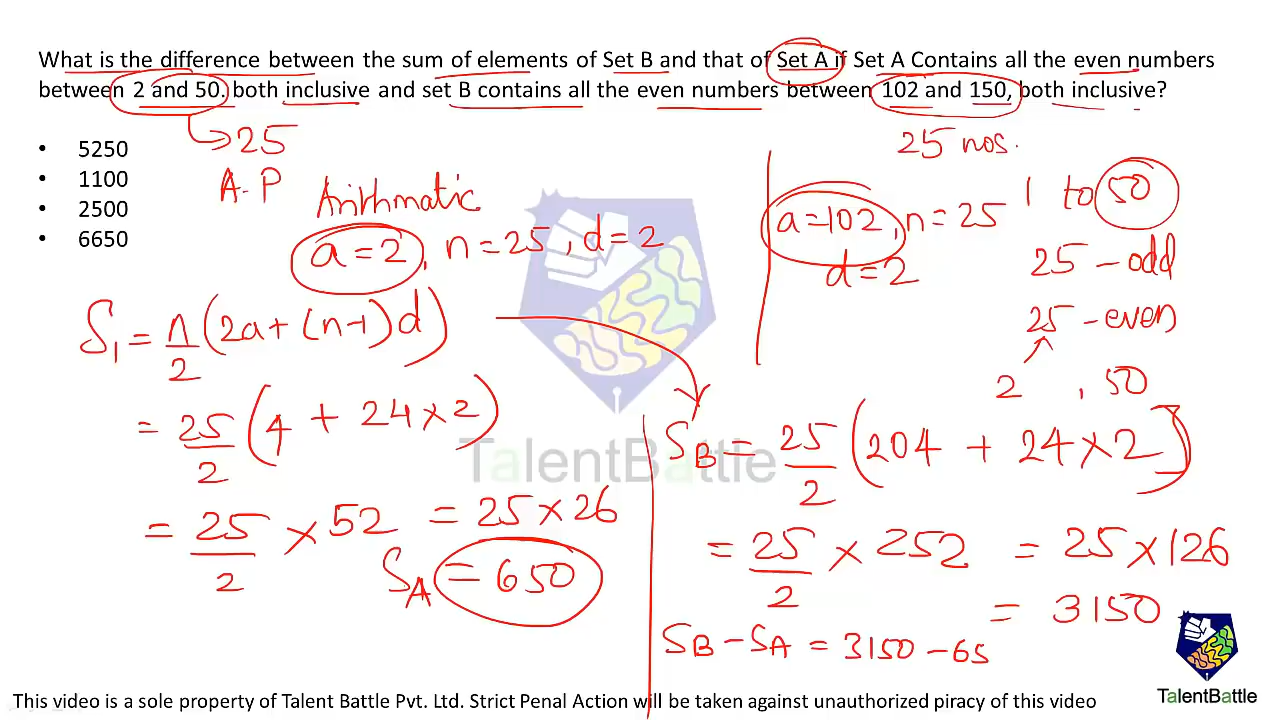 What is the difference between the sum of elements of Set B and that of Set A if Set A Contains all the even numbers
between 2 and 50. both inclusive and set B contains all the even numbers between 102 and 150, both inclusive?
• 5250
• 1100
• 2500
• 6650
25
A.P
Arithmatic
a=2, n=25, d=2
S₁ = n/2 (2a+(n-1)d)
= 25/2 (4 + 24×2)
= 25/2 × 52 = 25×26
SA = 650
25 nos.
a=102, n=25
d=2
1 to 50
25 – odd
25 – even
2 , 50
SB = 25/2 (204 + 24×2)
= 25/2 × 252 = 25×126
= 3150
SB – SA = 3150 – 65
TalentBattle
TalentBattle
This video is a sole property of Talent Battle Pvt. Ltd. Strict Penal Action will be taken against unauthorized piracy of this video